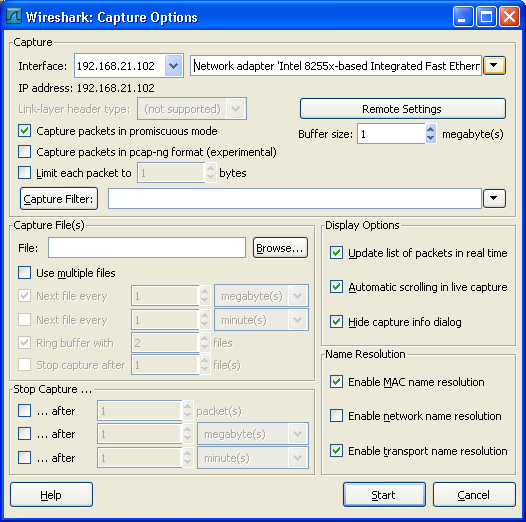 Wireshark: Capture Options
Capture
Interface: 192.168.21.102 Network adapter 'Intel 8255x-based Integrated Fast Ethern
IP address: 192.168.21.102
Link-layer header type: (not supported) Remote Settings
Capture packets in promiscuous mode Buffer size: 1 megabyte(s)
Capture packets in pcap-ng format (experimental)
Limit each packet to 1 bytes
Capture Filter:
Capture File(s)
File: Browse...
Use multiple files
Next file every 1 megabyte(s)
Next file every 1 minute(s)
Ring buffer with 2 files
Stop capture after 1 file(s)
Stop Capture ...
... after 1 packet(s)
... after 1 megabyte(s)
... after 1 minute(s)
Display Options
Update list of packets in real time
Automatic scrolling in live capture
Hide capture info dialog
Name Resolution
Enable MAC name resolution
Enable network name resolution
Enable transport name resolution
Help Start Cancel